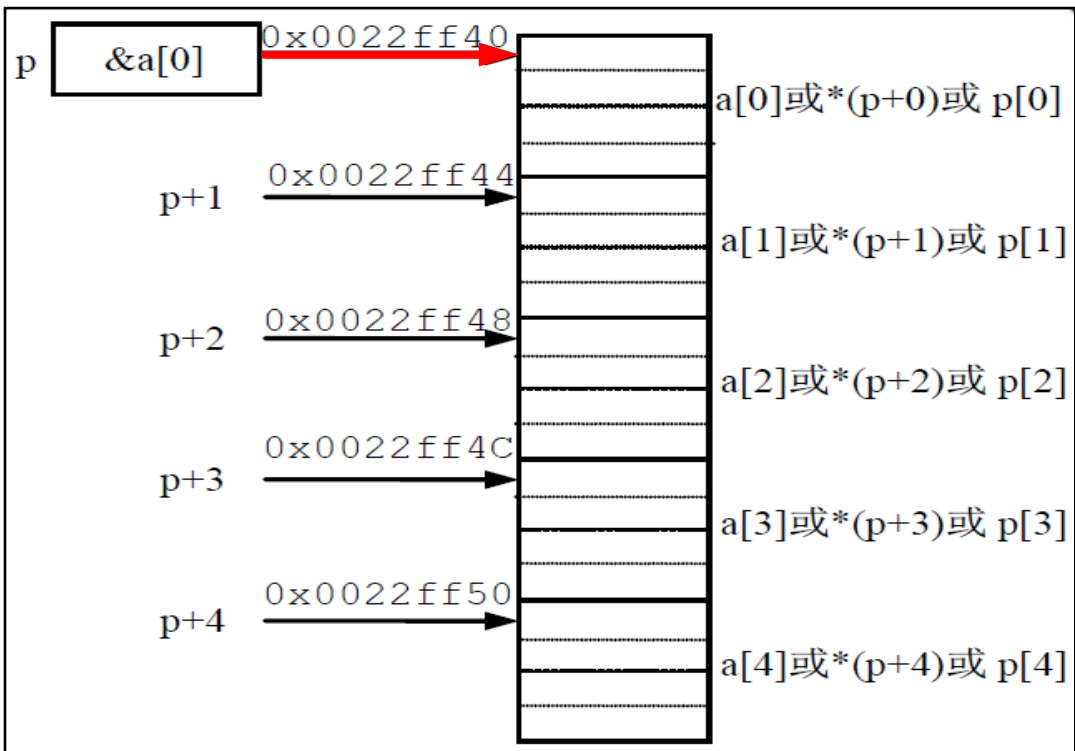 0x0022ff40
p &a[0]
a[0]或*(p+0)或 p[0]
0x0022ff44
p+1
a[1]或*(p+1)或 p[1]
0x0022ff48
p+2
a[2]或*(p+2)或 p[2]
0x0022ff4C
p+3
a[3]或*(p+3)或 p[3]
0x0022ff50
p+4
a[4]或*(p+4)或 p[4]